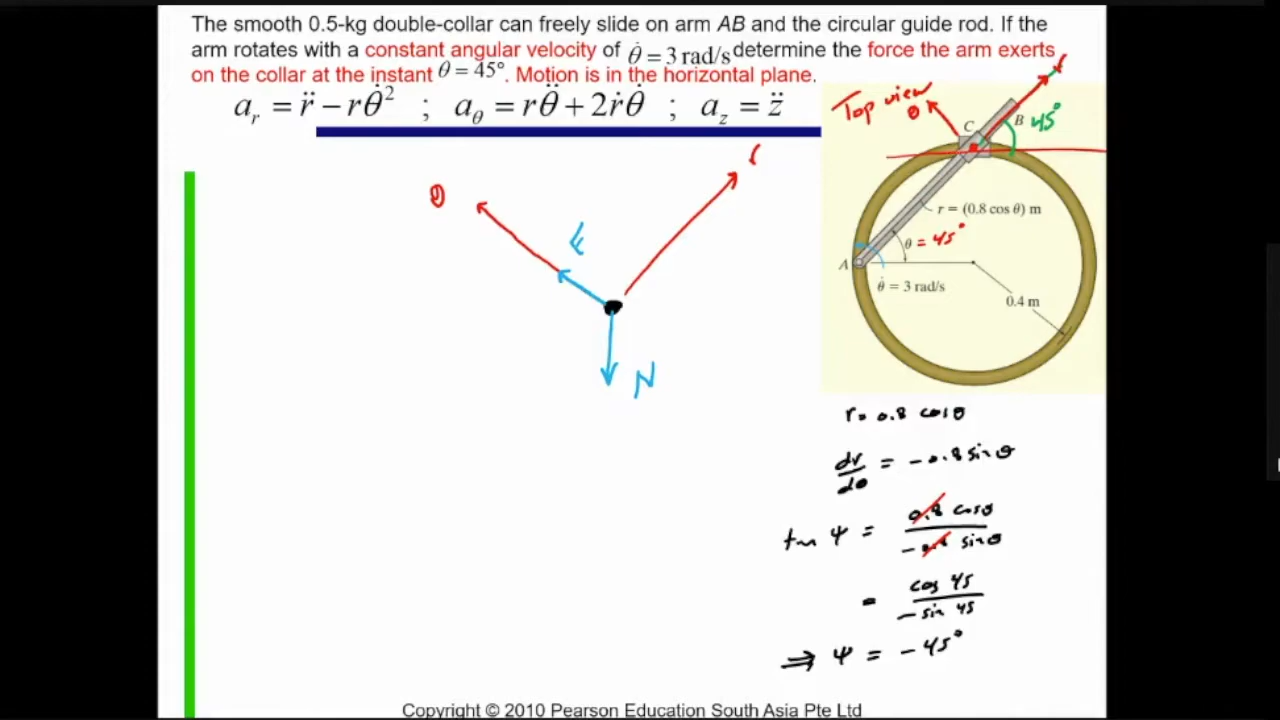 The smooth 0.5-kg double-collar can freely slide on arm AB and the circular guide rod. If the
arm rotates with a constant angular velocity of θ̇ = 3 rad/s determine the force the arm exerts
on the collar at the instant θ = 45°. Motion is in the horizontal plane.
a_r = r̈ − rθ̇² ; a_θ = rθ̈ + 2ṙθ̇ ; a_z = z̈
Top view
θ
r
C
B
45°
r = (0.8 cos θ) m
θ = 45°
A
θ̇ = 3 rad/s
0.4 m
θ
r
F
N
r = 0.8 cosθ
dr/dθ = -0.8 sinθ
tan ψ = 0.8 cosθ / -0.8 sinθ
= cos 45 / -sin 45
⇒ ψ = -45°
Copyright © 2010 Pearson Education South Asia Pte Ltd